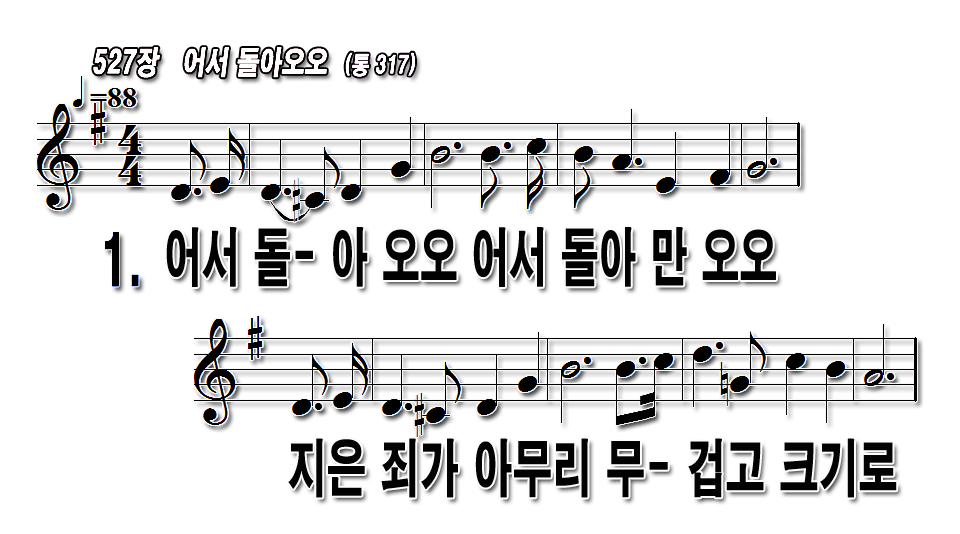 527장 어서 돌아오오 (통 317)
♩=88
1. 어서 돌- 아 오오 어서 돌아 만 오오
지은 죄가 아무리 무- 겁고 크기로